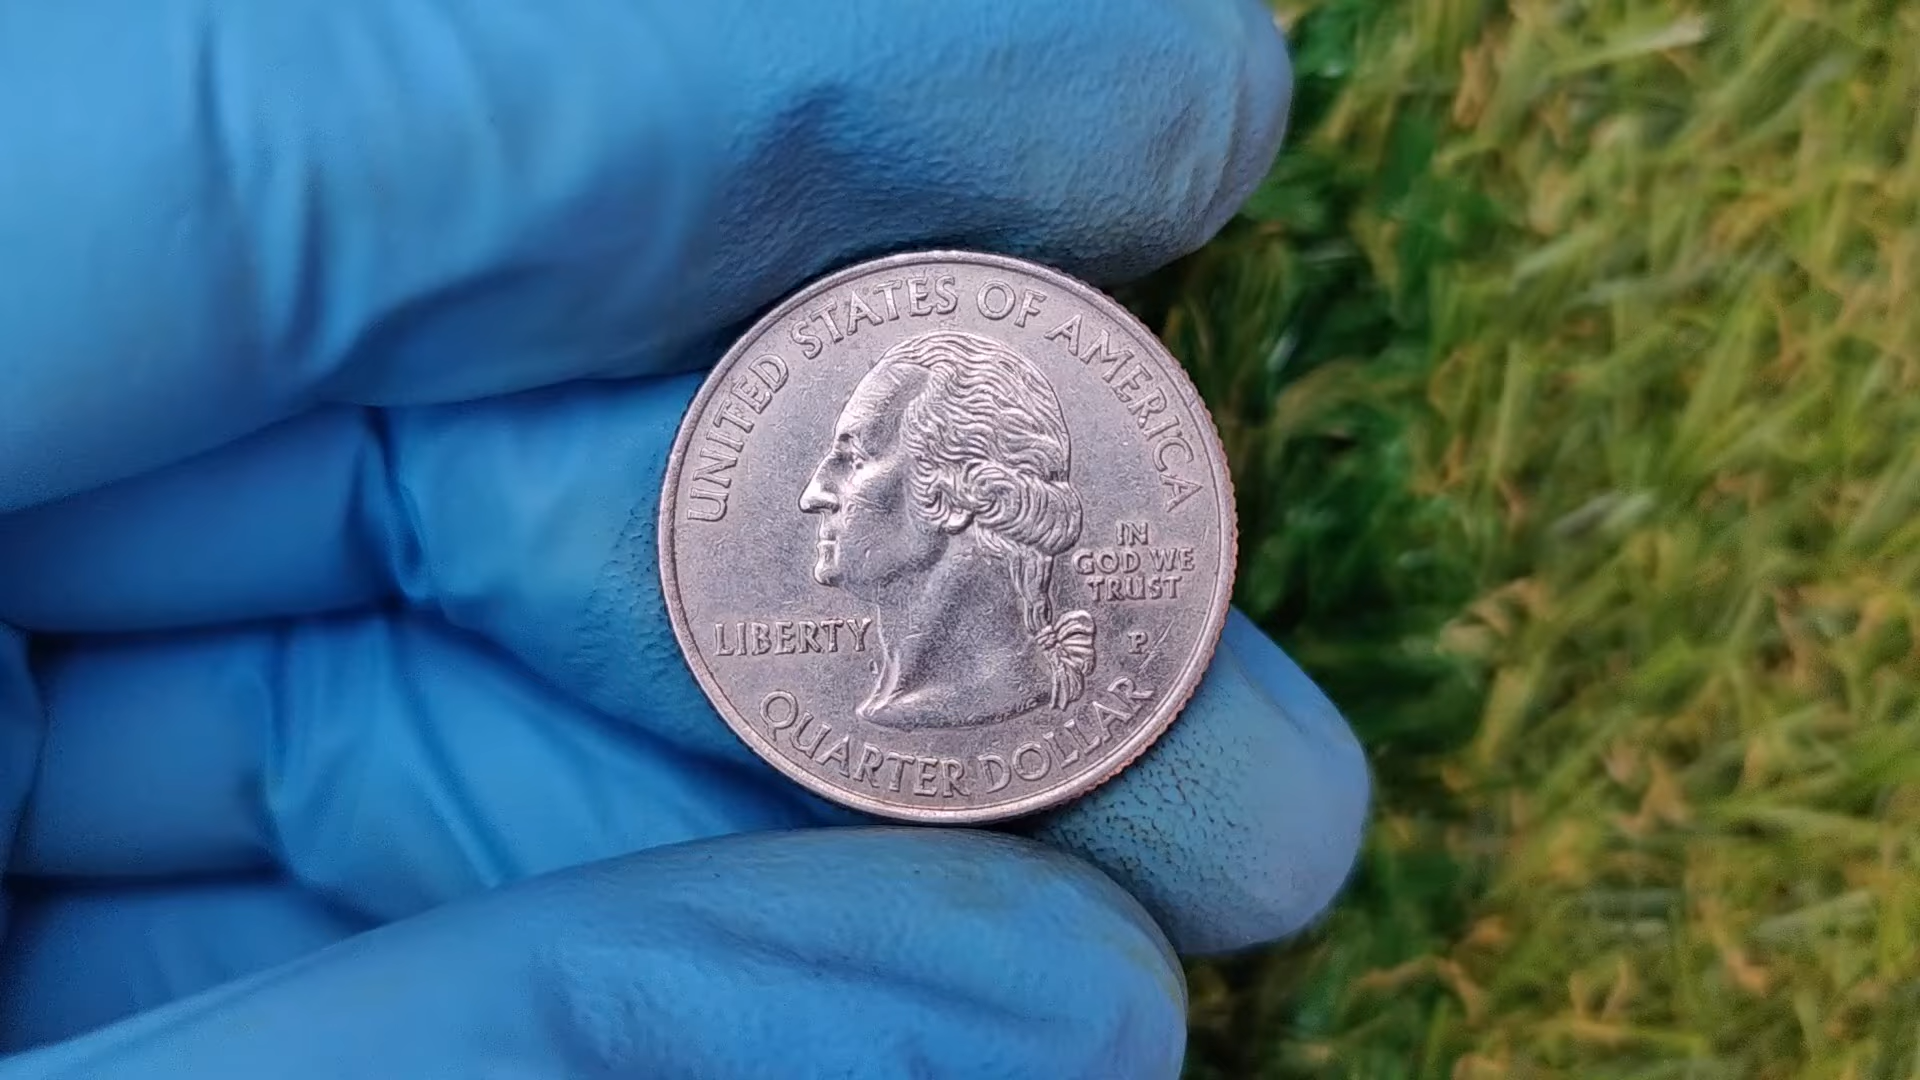 UNITED STATES OF AMERICA
IN
GOD WE
TRUST
LIBERTY
P
QUARTER DOLLAR